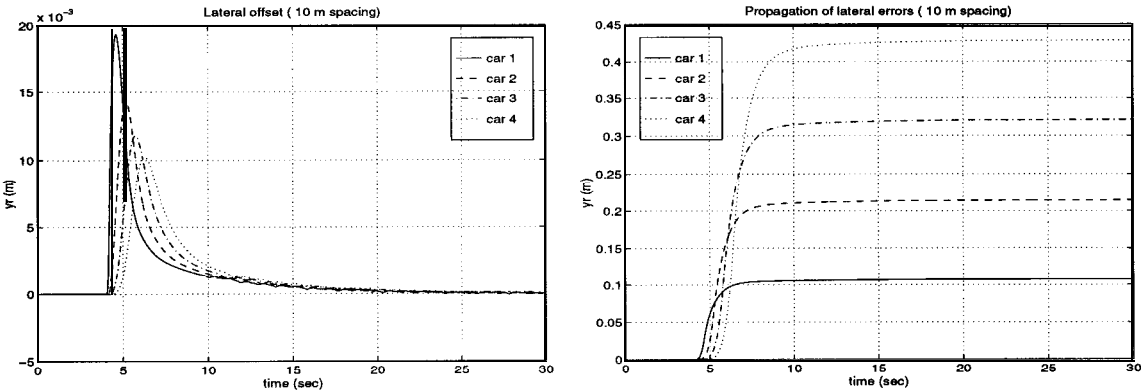 Lateral offset ( 10 m spacing)
x 10⁻³
20
15
10
5
0
−5
yr (m)
0
5
10
15
20
25
30
time (sec)
car 1
car 2
car 3
car 4
Propagation of lateral errors ( 10 m spacing)
0.45
0.4
0.35
0.3
0.25
0.2
0.15
0.1
0.05
0
yr (m)
0
5
10
15
20
25
30
time (sec)
car 1
car 2
car 3
car 4